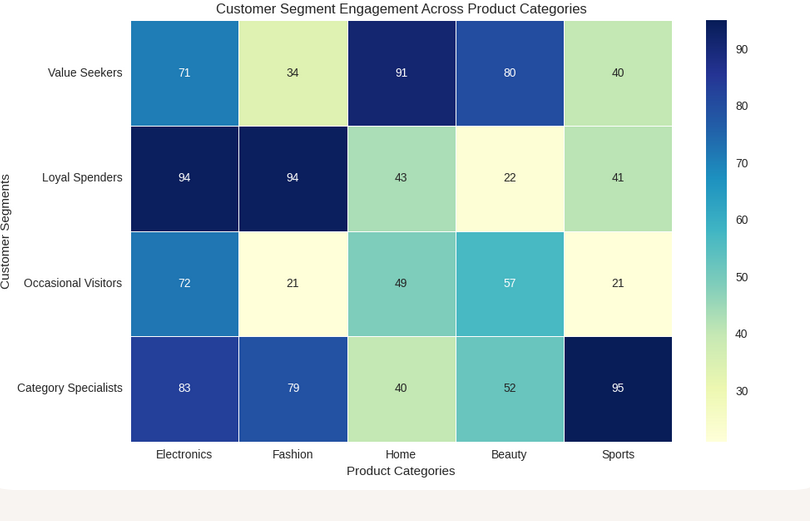 Customer Segment Engagement Across Product Categories
Customer Segments
Value Seekers 71 34 91 80 40
Loyal Spenders 94 94 43 22 41
Occasional Visitors 72 21 49 57 21
Category Specialists 83 79 40 52 95
Electronics Fashion Home Beauty Sports
Product Categories
90
80
70
60
50
40
30